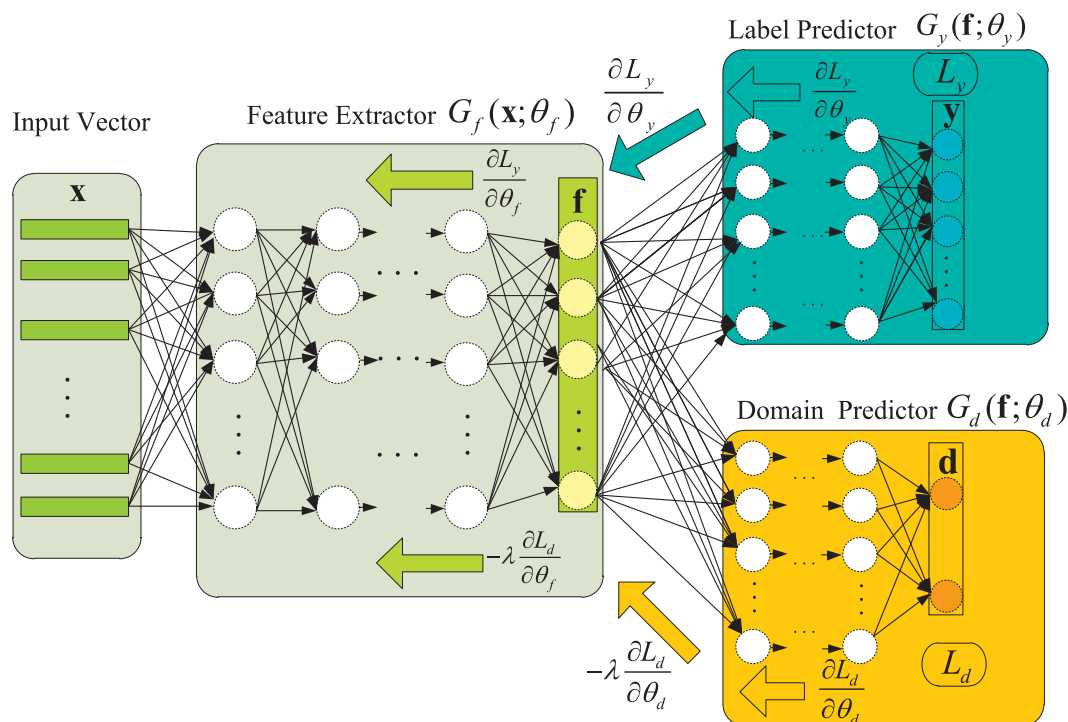 Label Predictor G_y(f;θ_y)
L_y
∂L_y/∂θ_y
∂L_y/∂θ_y
y
Input Vector
Feature Extractor G_f(x;θ_f)
x
∂L_y/∂θ_f
f
. . .
Domain Predictor G_d(f;θ_d)
d
−λ ∂L_d/∂θ_f
−λ ∂L_d/∂θ_d
∂L_d/∂θ_d
L_d